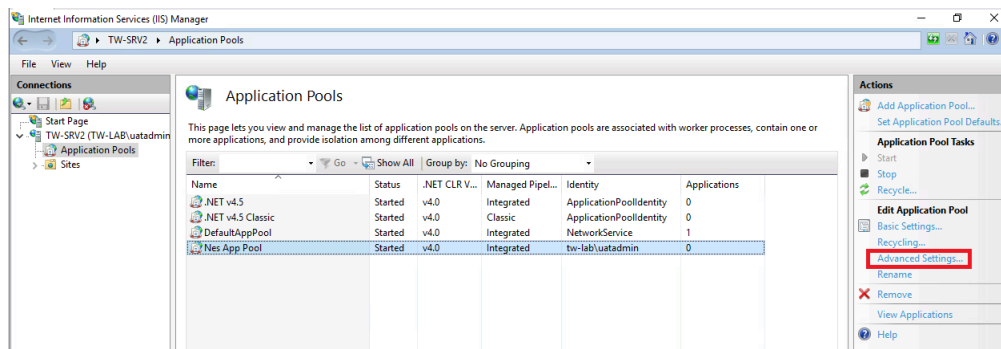 Internet Information Services (IIS) Manager
TW-SRV2 Application Pools
File View Help
Connections
Start Page
TW-SRV2 (TW-LAB\uatadmin
Application Pools
Sites
Application Pools
This page lets you view and manage the list of application pools on the server. Application pools are associated with worker processes, contain one or
more applications, and provide isolation among different applications.
Filter: Go Show All Group by: No Grouping
Name Status .NET CLR V... Managed Pipel... Identity Applications
.NET v4.5 Started v4.0 Integrated ApplicationPoolIdentity 0
.NET v4.5 Classic Started v4.0 Classic ApplicationPoolIdentity 0
DefaultAppPool Started v4.0 Integrated NetworkService 1
Nes App Pool Started v4.0 Integrated tw-lab\uatadmin 0
Actions
Add Application Pool...
Set Application Pool Defaults
Application Pool Tasks
Start
Stop
Recycle...
Edit Application Pool
Basic Settings...
Recycling...
Advanced Settings...
Rename
Remove
View Applications
Help